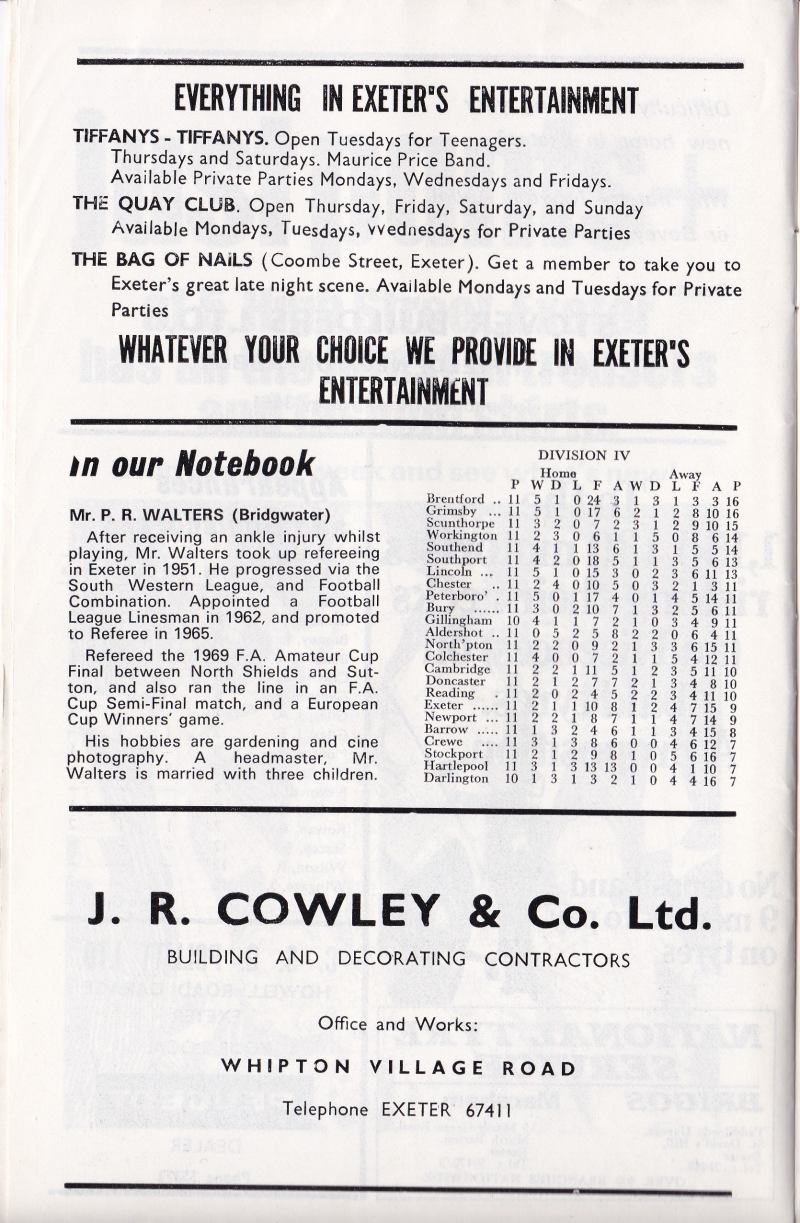 EVERYTHING IN EXETER'S ENTERTAINMENT
TIFFANYS - TIFFANYS. Open Tuesdays for Teenagers.
Thursdays and Saturdays. Maurice Price Band.
Available Private Parties Mondays, Wednesdays and Fridays.
THE QUAY CLUB. Open Thursday, Friday, Saturday, and Sunday
Available Mondays, Tuesdays, Wednesdays for Private Parties
THE BAG OF NAILS (Coombe Street, Exeter). Get a member to take you to
Exeter's great late night scene. Available Mondays and Tuesdays for Private
Parties
WHATEVER YOUR CHOICE WE PROVIDE IN EXETER'S
ENTERTAINMENT
In our Notebook
Mr. P. R. WALTERS (Bridgwater)
After receiving an ankle injury whilst
playing, Mr. Walters took up refereeing
in Exeter in 1951. He progressed via the
South Western League, and Football
Combination. Appointed a Football
League Linesman in 1962, and promoted
to Referee in 1965.
Refereed the 1969 F.A. Amateur Cup
Final between North Shields and Sut-
ton, and also ran the line in an F.A.
Cup Semi-Final match, and a European
Cup Winners' game.
His hobbies are gardening and cine
photography. A headmaster, Mr.
Walters is married with three children.
DIVISION IV
Home Away
P W D L F A W D L F A P
Brentford .. 11 5 1 0 24 3 1 3 1 3 3 16
Grimsby ... 11 5 1 0 17 6 2 1 2 8 10 16
Scunthorpe 11 3 2 0 7 2 3 1 2 9 10 15
Workington 11 2 3 0 6 1 1 5 0 8 6 14
Southend 11 4 1 1 13 6 1 3 1 5 5 14
Southport 11 4 2 0 18 5 1 1 3 5 6 13
Lincoln ... 11 5 1 0 15 3 0 2 3 6 11 13
Chester .. 11 2 4 0 10 5 0 3 2 1 3 11
Peterboro' . 11 5 0 1 17 4 0 1 4 5 14 11
Bury ...... 11 3 0 2 10 7 1 3 2 5 6 11
Gillingham 10 4 1 1 7 2 1 0 3 4 9 11
Aldershot .. 11 0 5 2 5 8 2 2 0 6 4 11
North'pton 11 2 2 0 9 2 1 3 3 6 15 11
Colchester 11 4 0 0 7 2 1 1 5 4 12 11
Cambridge 11 2 2 1 11 5 1 2 3 5 11 10
Doncaster 11 2 1 2 7 7 2 1 3 4 8 10
Reading . 11 2 0 2 4 5 2 2 3 4 11 10
Exeter ...... 11 2 1 1 10 8 1 2 4 7 15 9
Newport ... 11 2 2 1 8 7 1 1 4 7 14 9
Barrow ..... 11 1 3 2 4 6 1 1 3 4 15 8
Crewe .... 11 3 1 3 8 6 0 0 4 6 12 7
Stockport 11 2 1 2 9 8 1 0 5 6 16 7
Hartlepool 11 3 1 3 13 13 0 0 4 1 10 7
Darlington 10 1 3 1 3 2 1 0 4 4 16 7
J. R. COWLEY & Co. Ltd.
BUILDING AND DECORATING CONTRACTORS
Office and Works:
WHIPTON VILLAGE ROAD
Telephone EXETER 67411